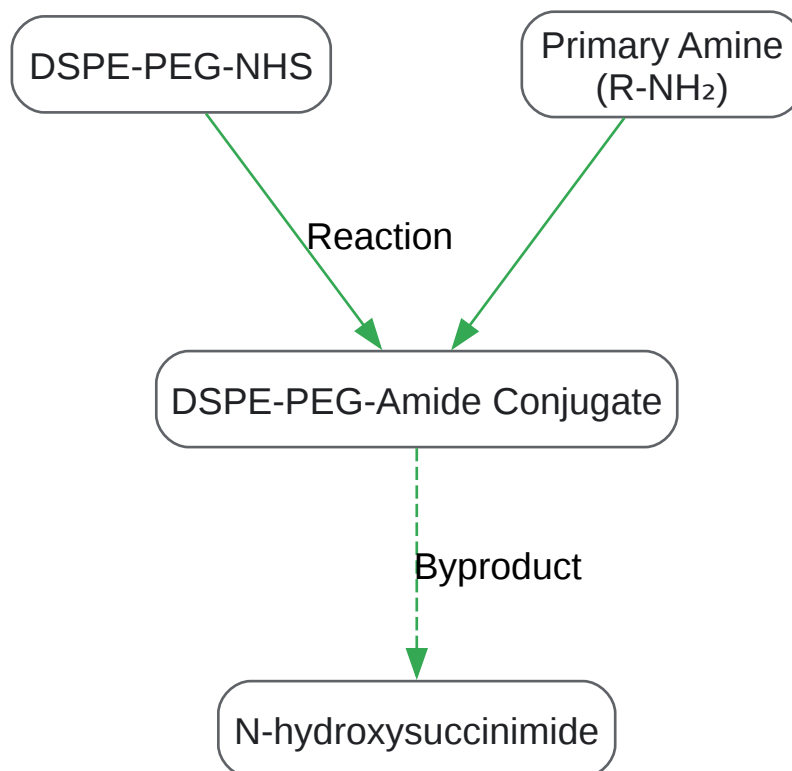 DSPE-PEG-NHS
Primary Amine
(R-NH₂)
Reaction
DSPE-PEG-Amide Conjugate
Byproduct
N-hydroxysuccinimide